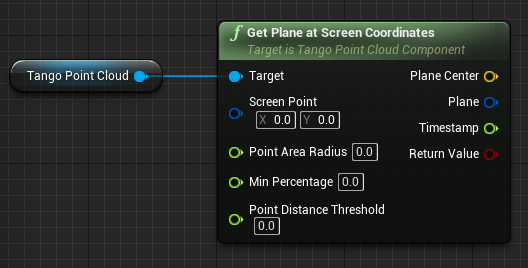 Get Plane at Screen Coordinates
Target is Tango Point Cloud Component
Tango Point Cloud
Target
Plane Center
Screen Point
X 0.0 Y 0.0
Plane
Timestamp
Point Area Radius 0.0
Return Value
Min Percentage 0.0
Point Distance Threshold
0.0